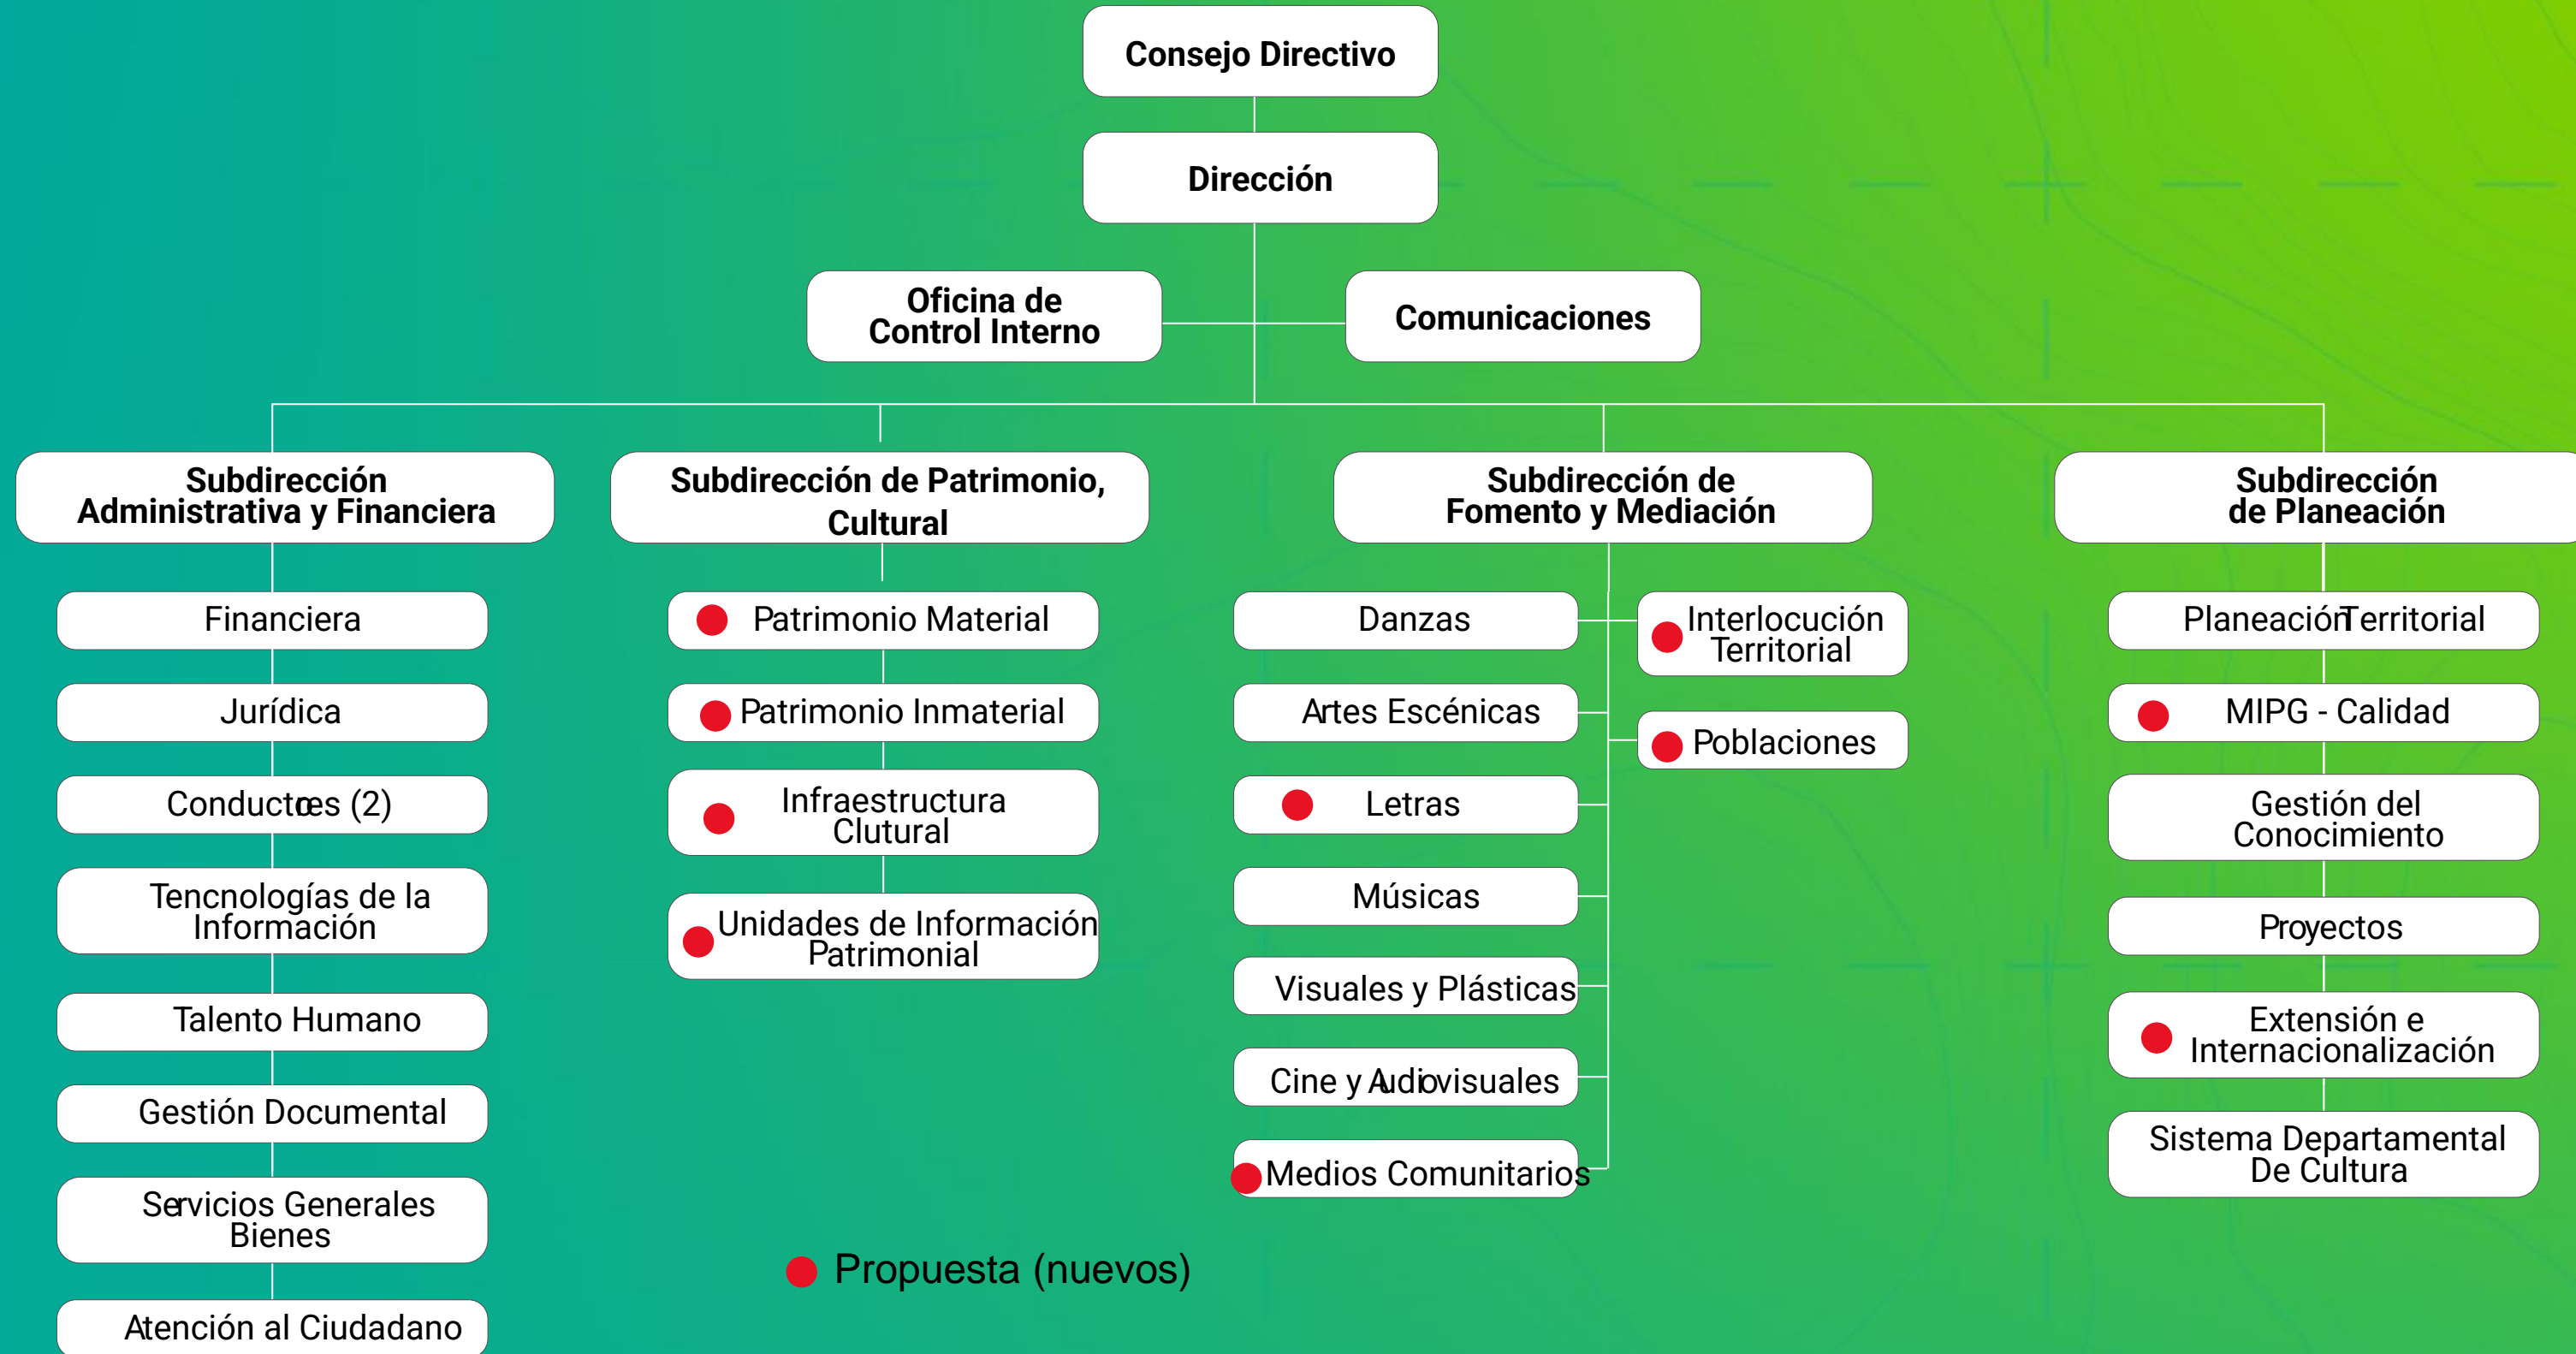 Consejo Directivo
Dirección
Oficina de
Control Interno
Comunicaciones
Subdirección
Administrativa y Financiera
Subdirección de Patrimonio,
Cultural
Subdirección de
Fomento y Mediación
Subdirección
de Planeación
Financiera
Jurídica
Conductores (2)
Tencnologías de la
Información
Talento Humano
Gestión Documental
Servicios Generales
Bienes
Atención al Ciudadano
Patrimonio Material
Patrimonio Inmaterial
Infraestructura
Clutural
Unidades de Información
Patrimonial
Danzas
Artes Escénicas
Letras
Músicas
Visuales y Plásticas
Cine y Audiovisuales
Medios Comunitarios
Interlocución
Territorial
Poblaciones
Planeación Territorial
MIPG - Calidad
Gestión del
Conocimiento
Proyectos
Extensión e
Internacionalización
Sistema Departamental
De Cultura
Propuesta (nuevos)